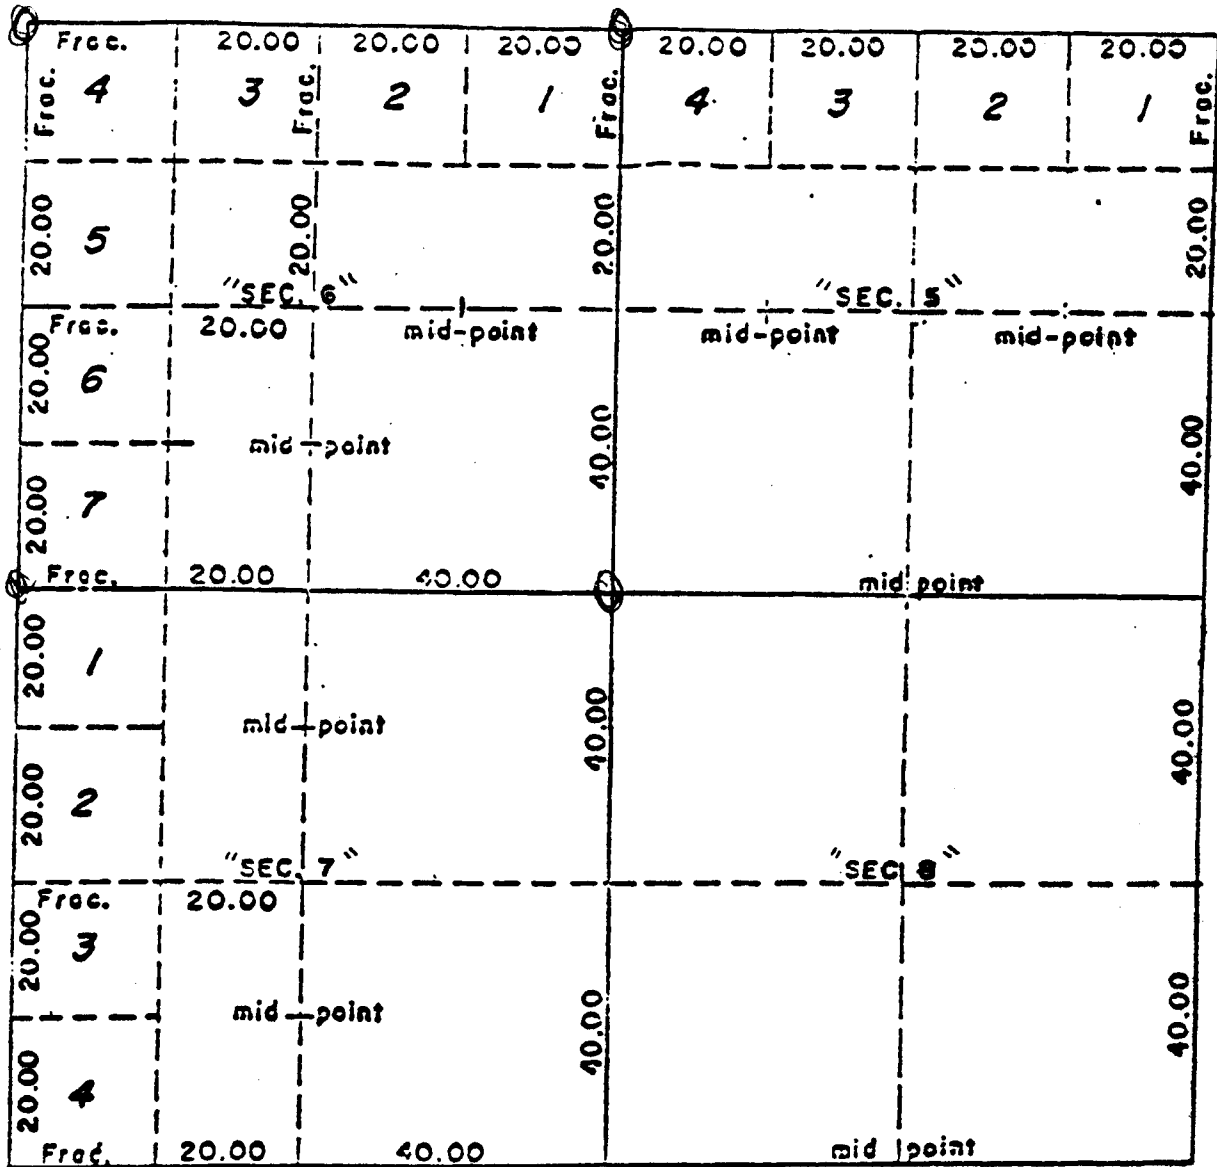 Frac. 20.00 20.00 20.00 20.00 20.00 20.00 20.00
Frac. 4 3 Frac. 2 1 Frac. 4 3 2 1 Frac.
20.00 5 20.00 20.00 20.00
"SEC. 6" "SEC. 5"
Frac. 20.00 mid-point mid-point mid-point
20.00 6
mid point 40.00 40.00
20.00 7
Frac. 20.00 40.00 mid point
20.00 1
mid point 40.00 40.00
20.00 2
"SEC. 7" "SEC 8"
Frac. 20.00
20.00 3
mid point 40.00 40.00
20.00 4
Frac. 20.00 40.00 mid point